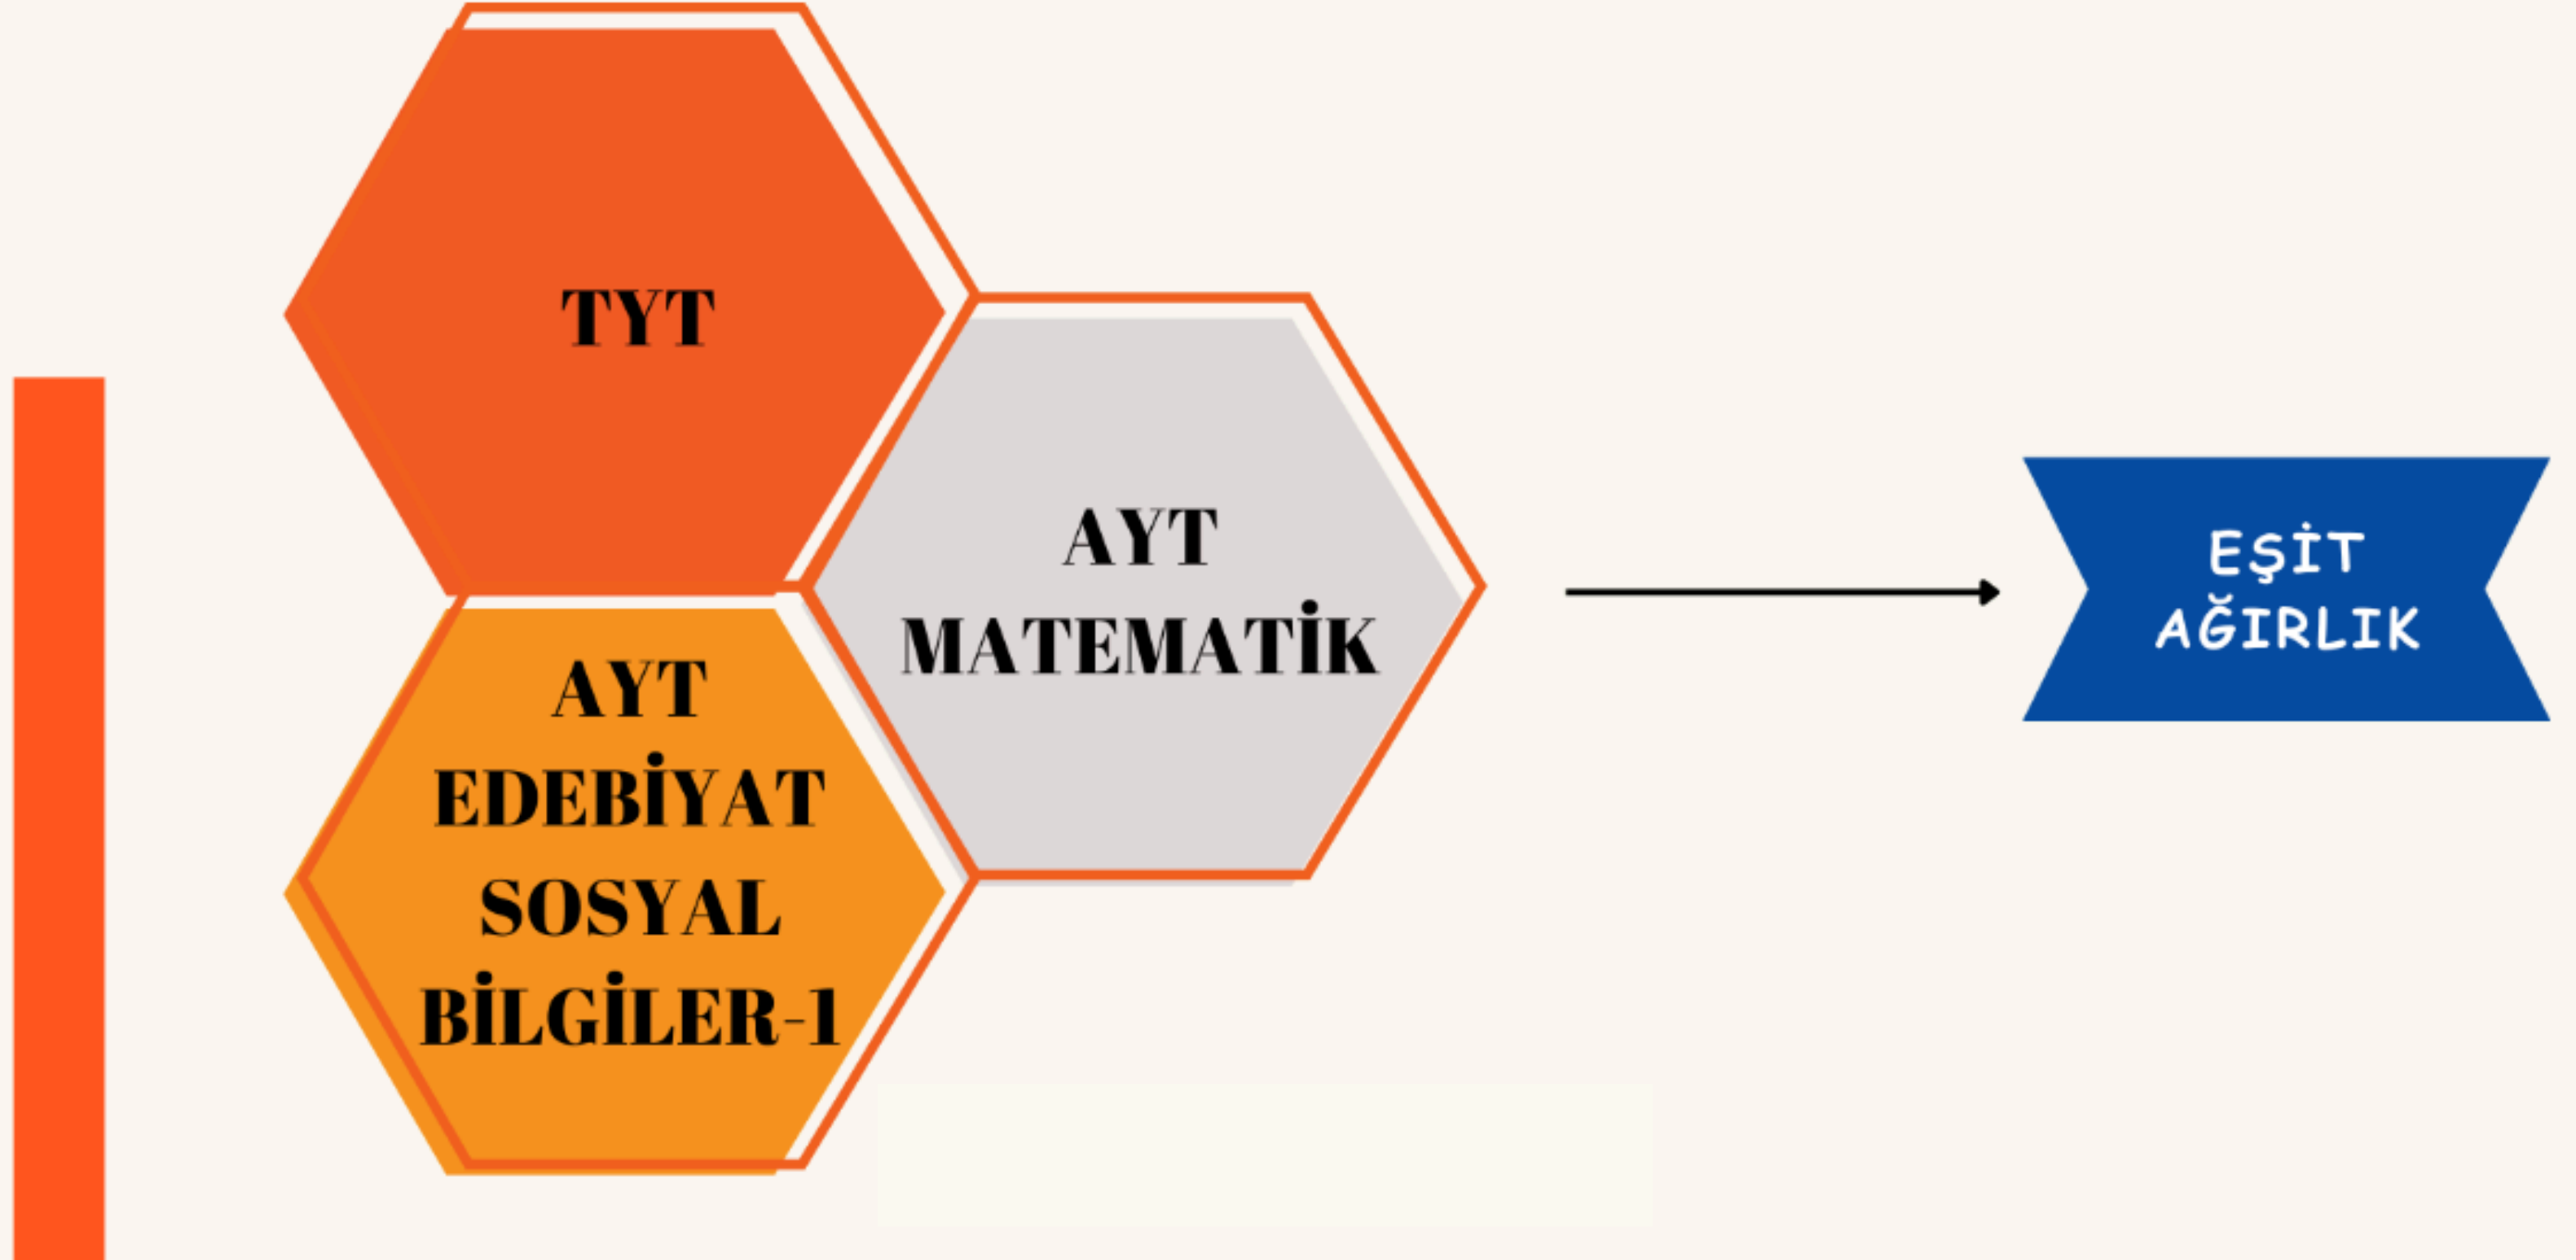 TYT
AYT
MATEMATİK
AYT
EDEBİYAT
SOSYAL
BİLGİLER-1
EŞİT
AĞIRLIK